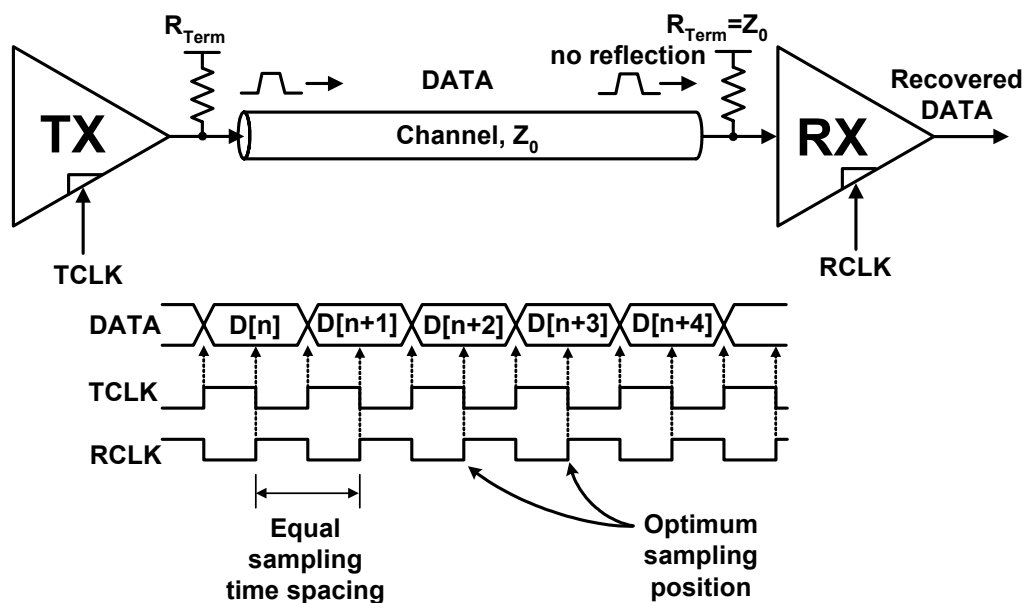 R_Term
R_Term=Z_0
no reflection
DATA
Recovered
DATA
TX
Channel, Z_0
RX
TCLK
RCLK
DATA
D[n]
D[n+1]
D[n+2]
D[n+3]
D[n+4]
TCLK
RCLK
Equal
sampling
time spacing
Optimum
sampling
position